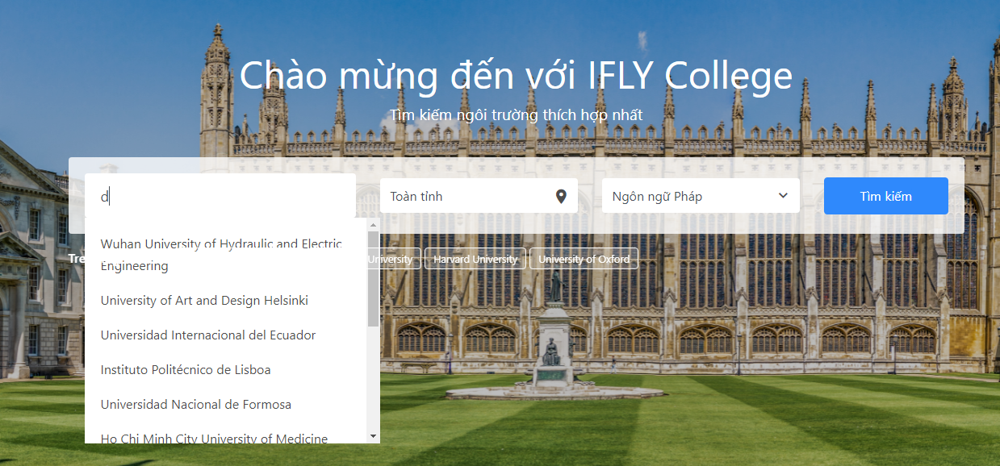 Chào mừng đến với IFLY College
Tìm kiếm ngôi trường thích hợp nhất
d
Toàn tỉnh
Ngôn ngữ Pháp
Tìm kiếm
Wuhan University of Hydraulic and Electric
Engineering
Tre
University
Harvard University
University of Oxford
University of Art and Design Helsinki
Universidad Internacional del Ecuador
Instituto Politécnico de Lisboa
Universidad Nacional de Formosa
Ho Chi Minh City University of Medicine